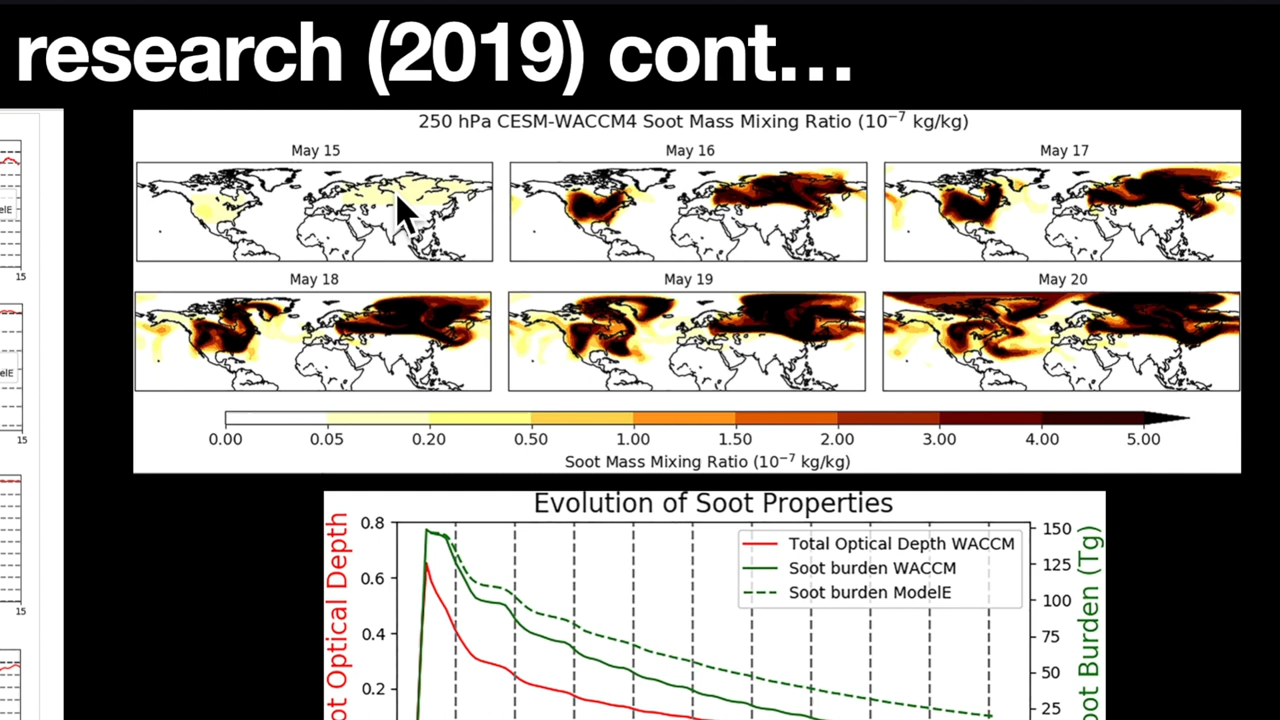 research (2019) cont...
250 hPa CESM-WACCM4 Soot Mass Mixing Ratio (10⁻⁷ kg/kg)
May 15
May 16
May 17
May 18
May 19
May 20
0.00 0.05 0.20 0.50 1.00 1.50 2.00 3.00 4.00 5.00
Soot Mass Mixing Ratio (10⁻⁷ kg/kg)
elE
15
elE
15
15
Evolution of Soot Properties
Total Optical Depth WACCM
Soot burden WACCM
Soot burden ModelE
0.8
0.6
0.4
0.2
ot Optical Depth
150
125
100
75
50
25
oot Burden (Tg)